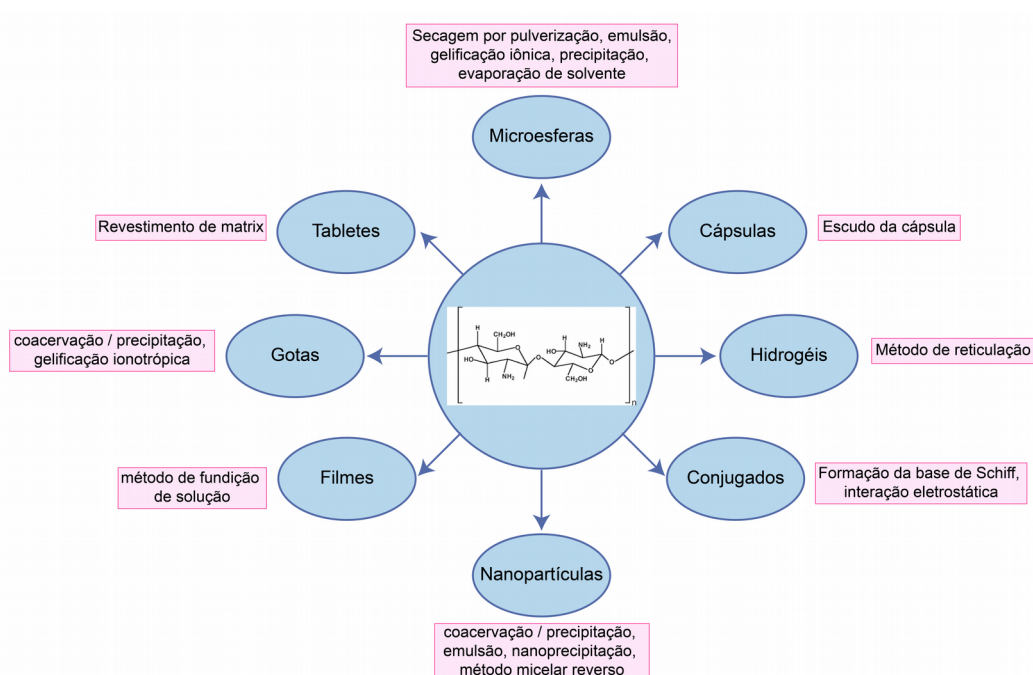 Secagem por pulverização, emulsão,
gelificação iônica, precipitação,
evaporação de solvente
Microesferas
Revestimento de matrix
Tabletes
Cápsulas
Escudo da cápsula
coacervação / precipitação,
gelificação ionotrópica
Gotas
H
CH₂OH
O
HO
H
NH₂
O
HO
H
NH₂
H
O
CH₂OH
O
n
Hidrogéis
Método de reticulação
método de fundição
de solução
Filmes
Conjugados
Formação da base de Schiff,
interação eletrostática
Nanopartículas
coacervação / precipitação,
emulsão, nanoprecipitação,
método micelar reverso